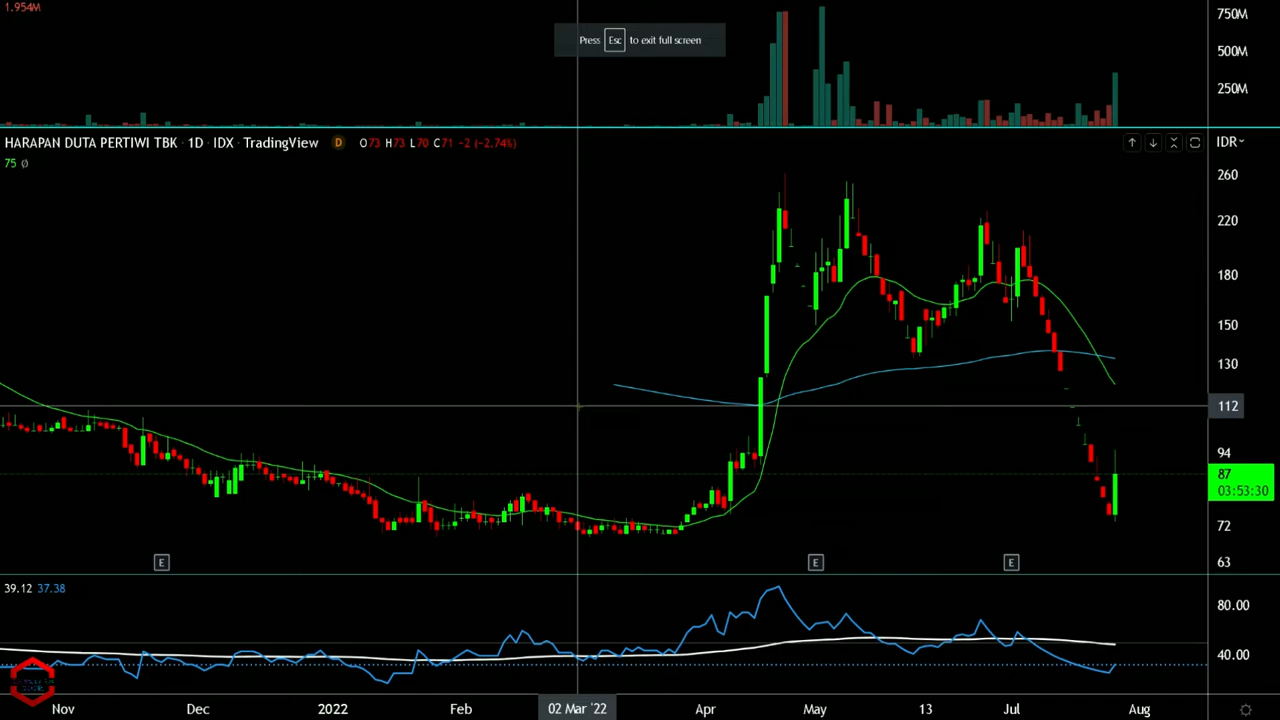 1.954M
750M
500M
250M
Press Esc to exit full screen
HARAPAN DUTA PERTIWI TBK · 1D · IDX · TradingView D O73 H73 L70 C71 -2 (-2.74%)
IDR
75 Ø
260
220
180
150
130
112
94
87
03:53:30
72
63
E E E
39.12 37.38
80.00
40.00
Nov Dec 2022 Feb 02 Mar '22 Apr May 13 Jul Aug